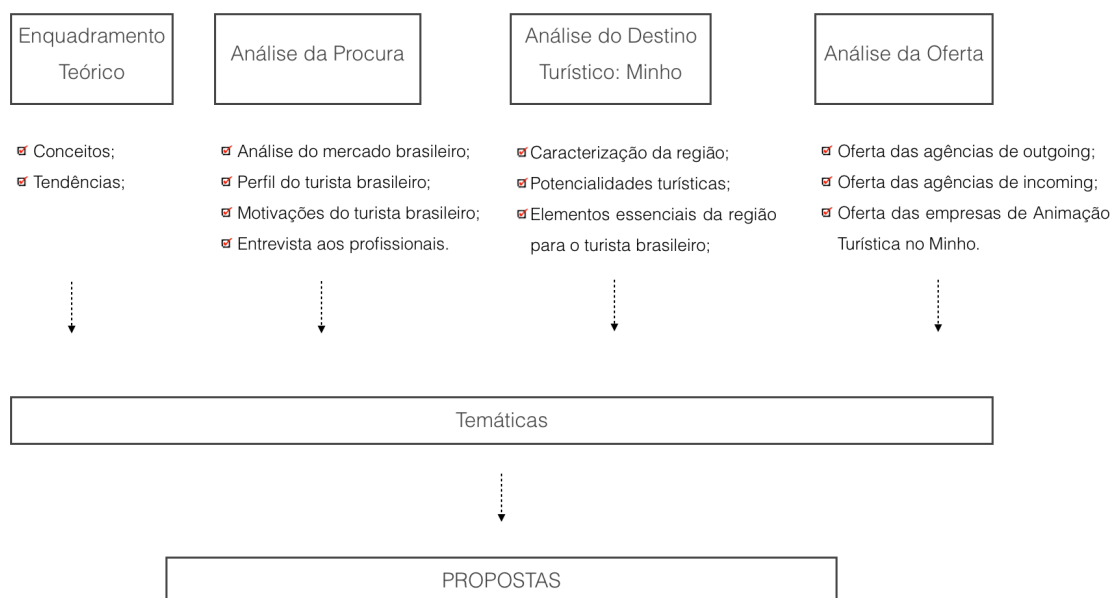 Enquadramento
Teórico
Conceitos;
Tendências;
Análise da Procura
Análise do mercado brasileiro;
Perfil do turista brasileiro;
Motivações do turista brasileiro;
Entrevista aos profissionais.
Análise do Destino
Turístico: Minho
Caracterização da região;
Potencialidades turísticas;
Elementos essenciais da região
para o turista brasileiro;
Análise da Oferta
Oferta das agências de outgoing;
Oferta das agências de incoming;
Oferta das empresas de Animação
Turística no Minho.
Temáticas
PROPOSTAS